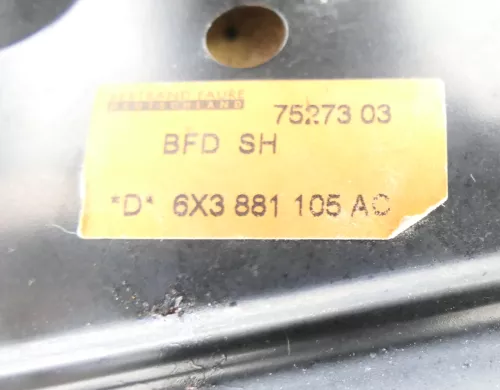 BERTRAND FAURE
DEUTSCHLAND
75273 03
BFD SH
*D* 6X3 881 105 AC